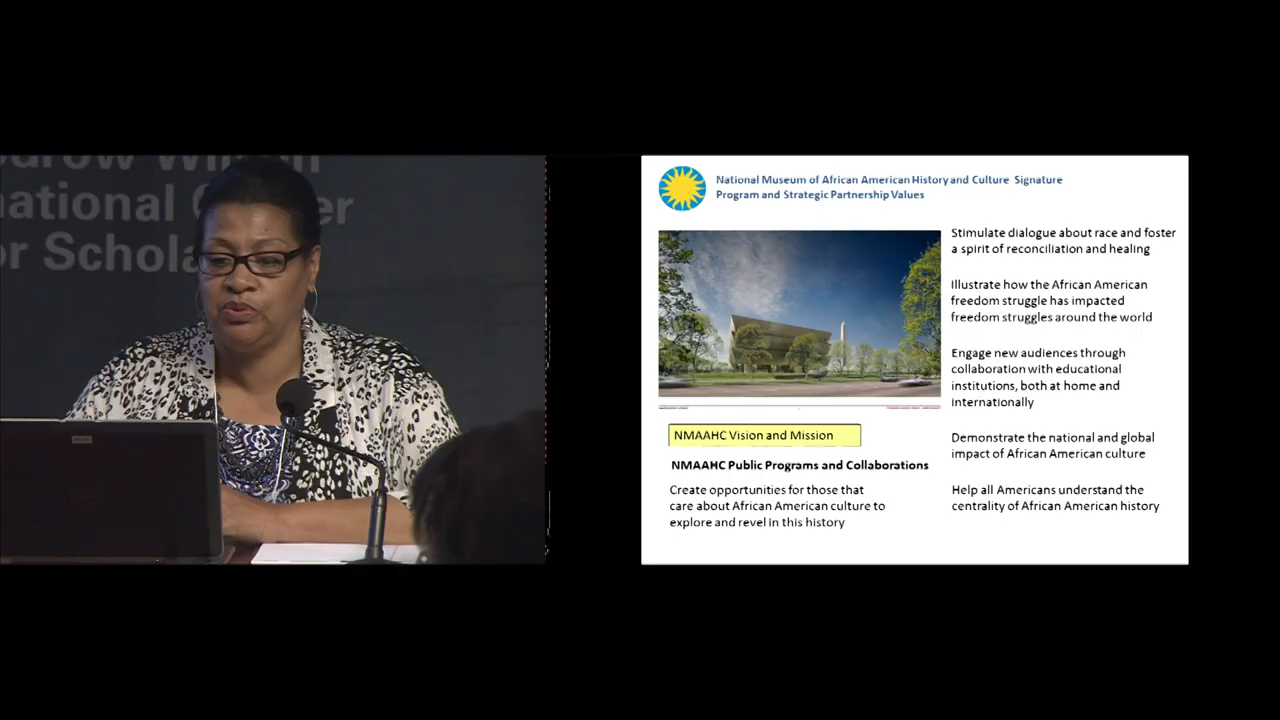 National Museum of African American History and Culture Signature
Program and Strategic Partnership Values
Stimulate dialogue about race and foster
a spirit of reconciliation and healing
Illustrate how the African American
freedom struggle has impacted
freedom struggles around the world
Engage new audiences through
collaboration with educational
institutions, both at home and
internationally
Demonstrate the national and global
impact of African American culture
Help all Americans understand the
centrality of African American history
NMAAHC Vision and Mission
NMAAHC Public Programs and Collaborations
Create opportunities for those that
care about African American culture to
explore and revel in this history